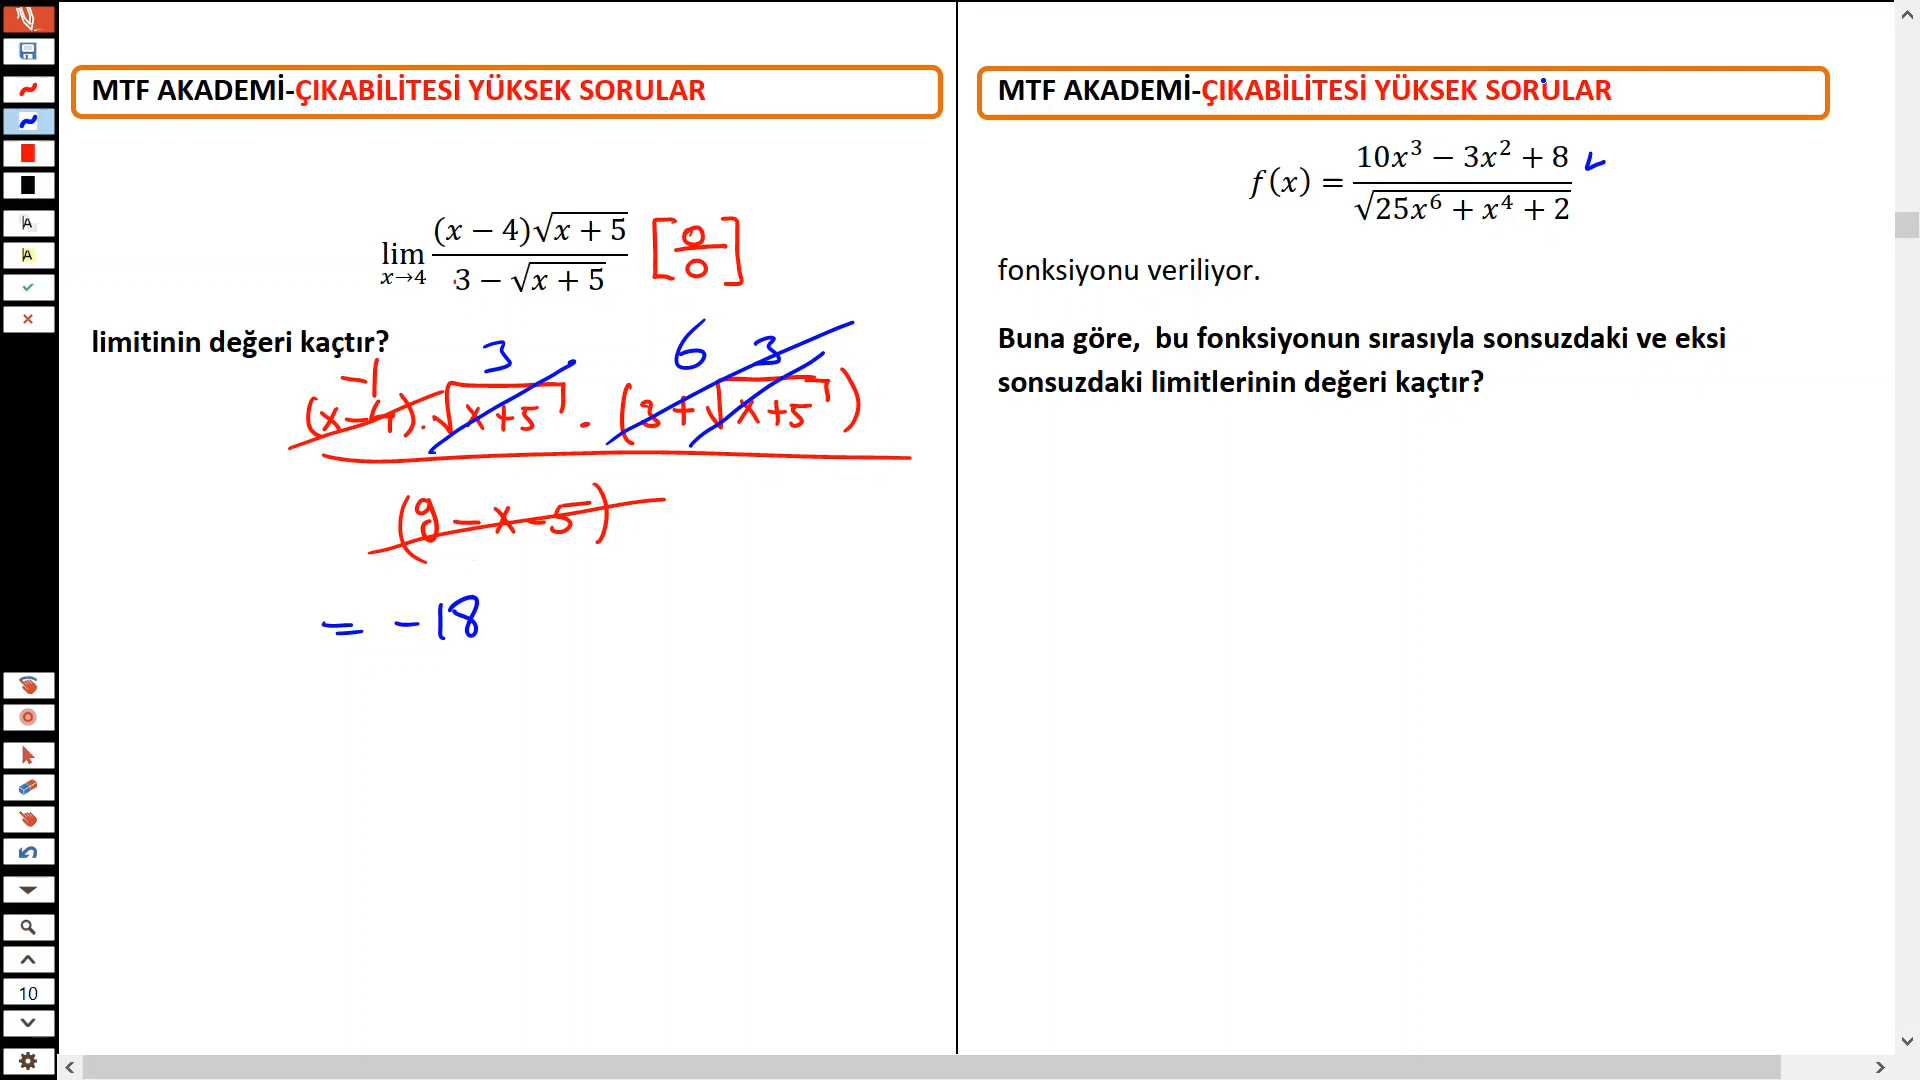 MTF AKADEMİ-ÇIKABİLİTESİ YÜKSEK SORULAR
lim x→4 (x − 4)√(x + 5) / 3 − √(x + 5) [0/0]
limitinin değeri kaçtır?
−1 3 6 3
(x−4) . √(x+5) . (3+√(x+5))
(9−x−5)
= −18
MTF AKADEMİ-ÇIKABİLİTESİ YÜKSEK SORULAR
f(x) = 10x³ − 3x² + 8 / √(25x⁶ + x⁴ + 2)
fonksiyonu veriliyor.
Buna göre, bu fonksiyonun sırasıyla sonsuzdaki ve eksi
sonsuzdaki limitlerinin değeri kaçtır?
A
A
10